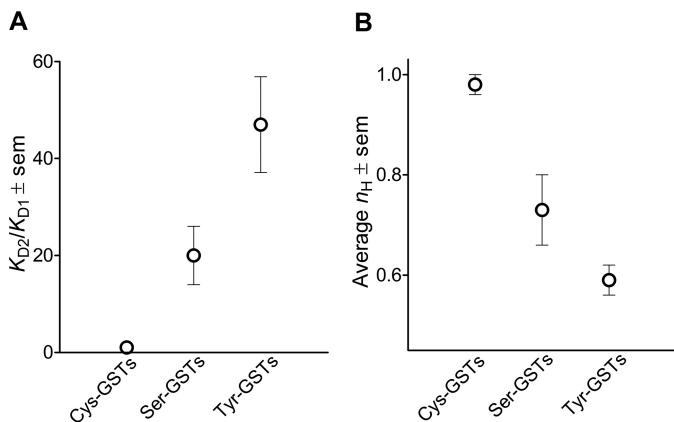 A
K_D2/K_D1 ± sem
60
40
20
0
Cys-GSTs
Ser-GSTs
Tyr-GSTs
B
Average n_H ± sem
1.0
0.8
0.6
Cys-GSTs
Ser-GSTs
Tyr-GSTs